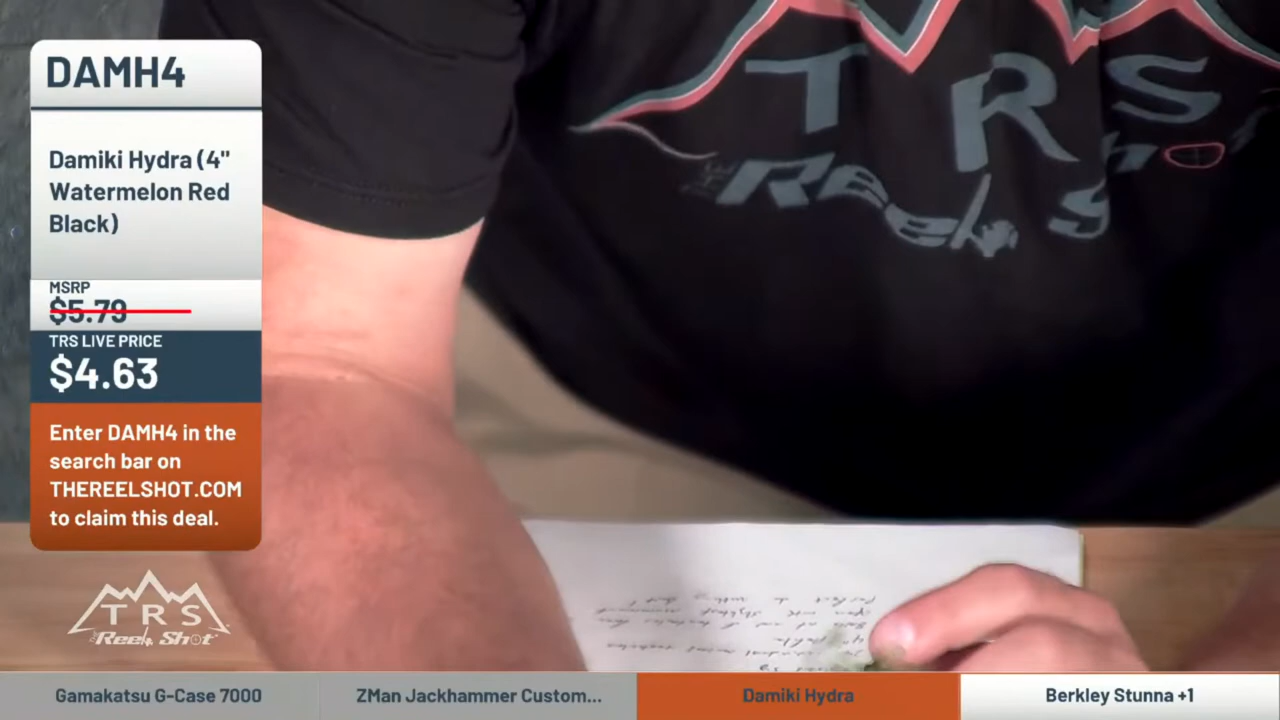 DAMH4
Damiki Hydra (4"
Watermelon Red
Black)
MSRP
$5.79
TRS LIVE PRICE
$4.63
Enter DAMH4 in the
search bar on
THEREELSHOT.COM
to claim this deal.
TRS
The Reel Shot
TRS
Reel Shot
Gamakatsu G-Case 7000
ZMan Jackhammer Custom...
Damiki Hydra
Berkley Stunna +1